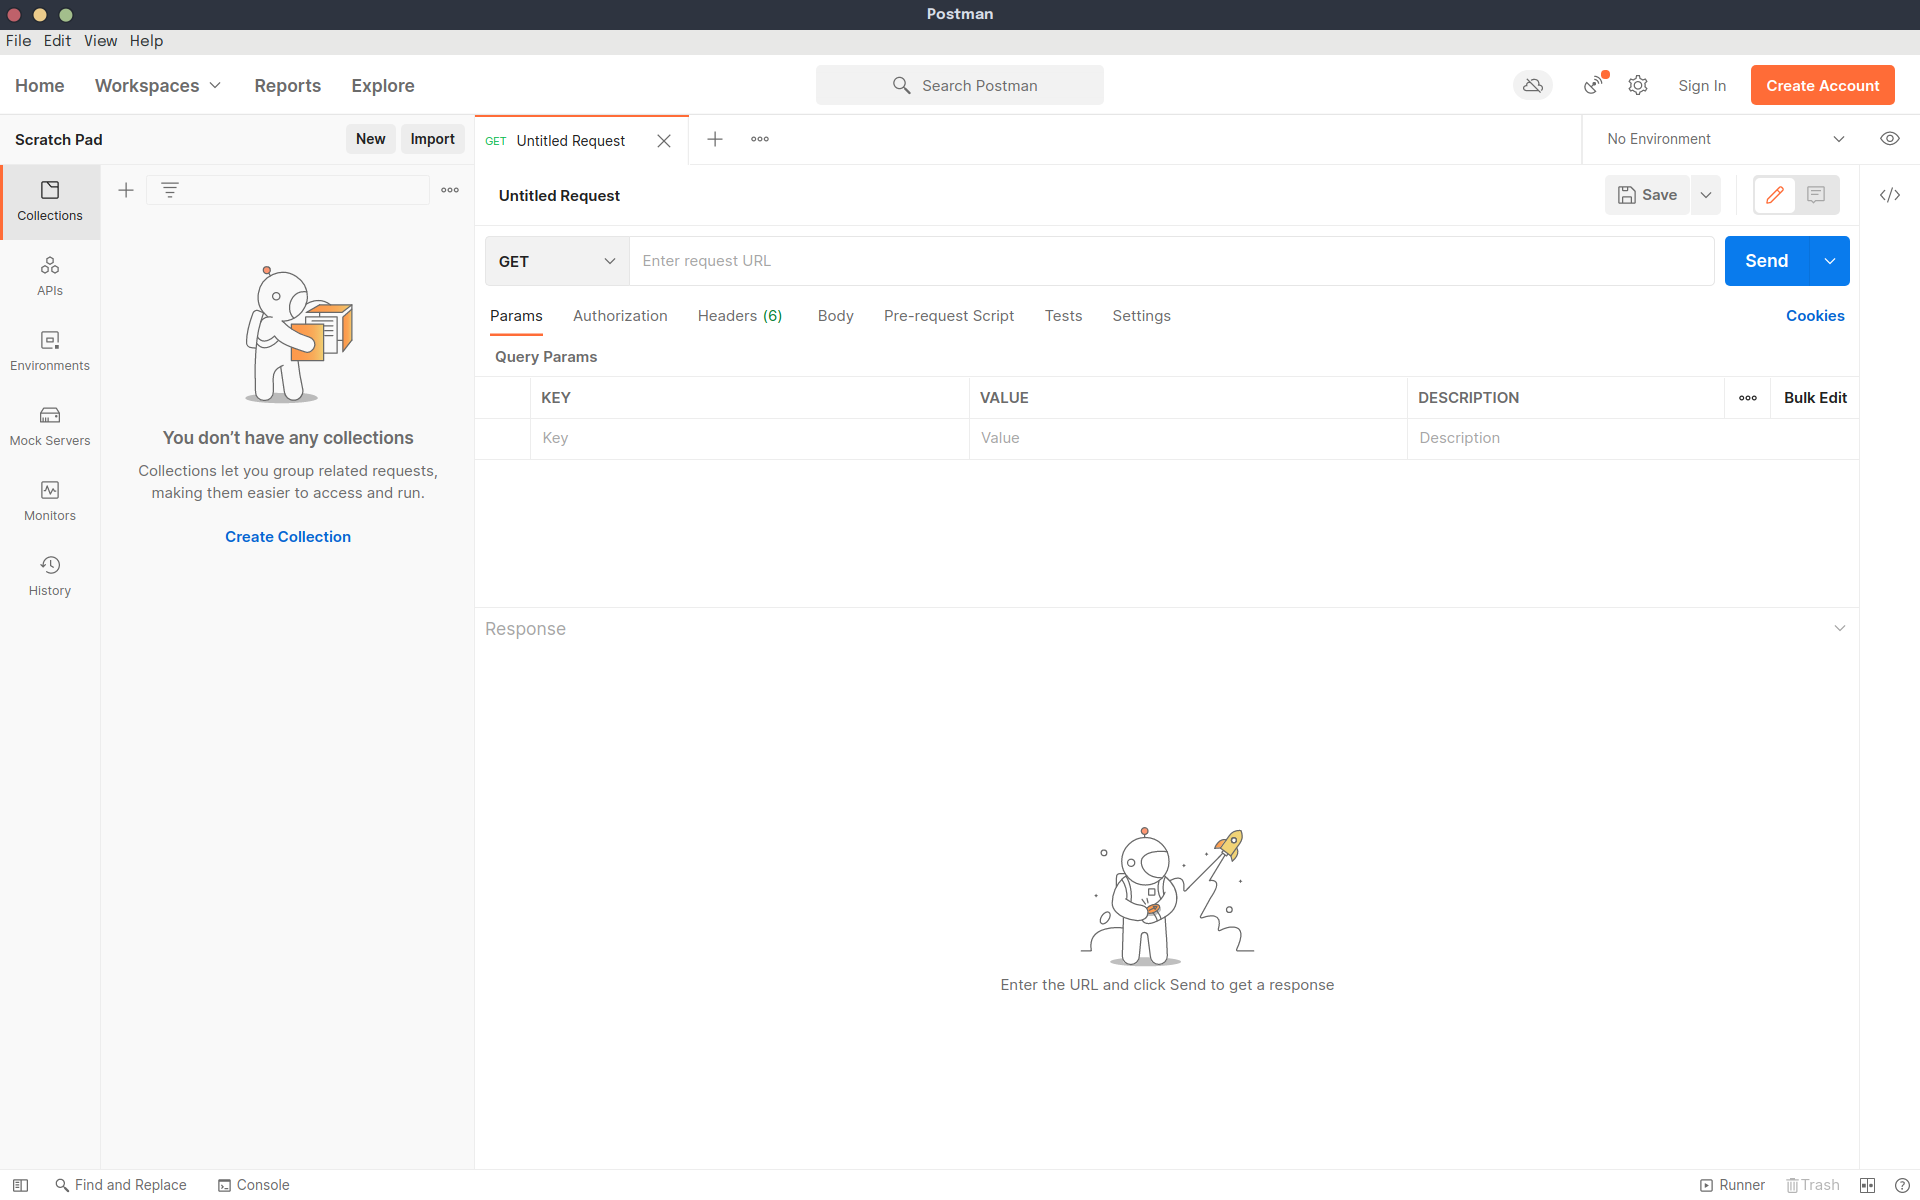 Postman
File Edit View Help
Home Workspaces Reports Explore Search Postman Sign In Create Account
Scratch Pad New Import GET Untitled Request No Environment
Collections
APIs
Environments
Mock Servers
Monitors
History
You don’t have any collections
Collections let you group related requests,
making them easier to access and run.
Create Collection
Untitled Request Save
GET Enter request URL Send
Params Authorization Headers (6) Body Pre-request Script Tests Settings Cookies
Query Params
KEY VALUE DESCRIPTION Bulk Edit
Key Value Description
Response
Enter the URL and click Send to get a response
Find and Replace Console Runner Trash